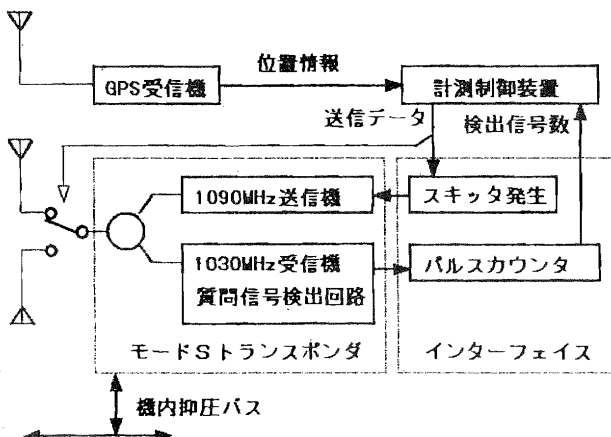 位置情報
GPS受信機
計測制御装置
送信データ
検出信号数
1090MHz送信機
スキッタ発生
1030MHz受信機
質問信号検出回路
パルスカウンタ
モードSトランスポンダ
インターフェイス
機内抑圧バス